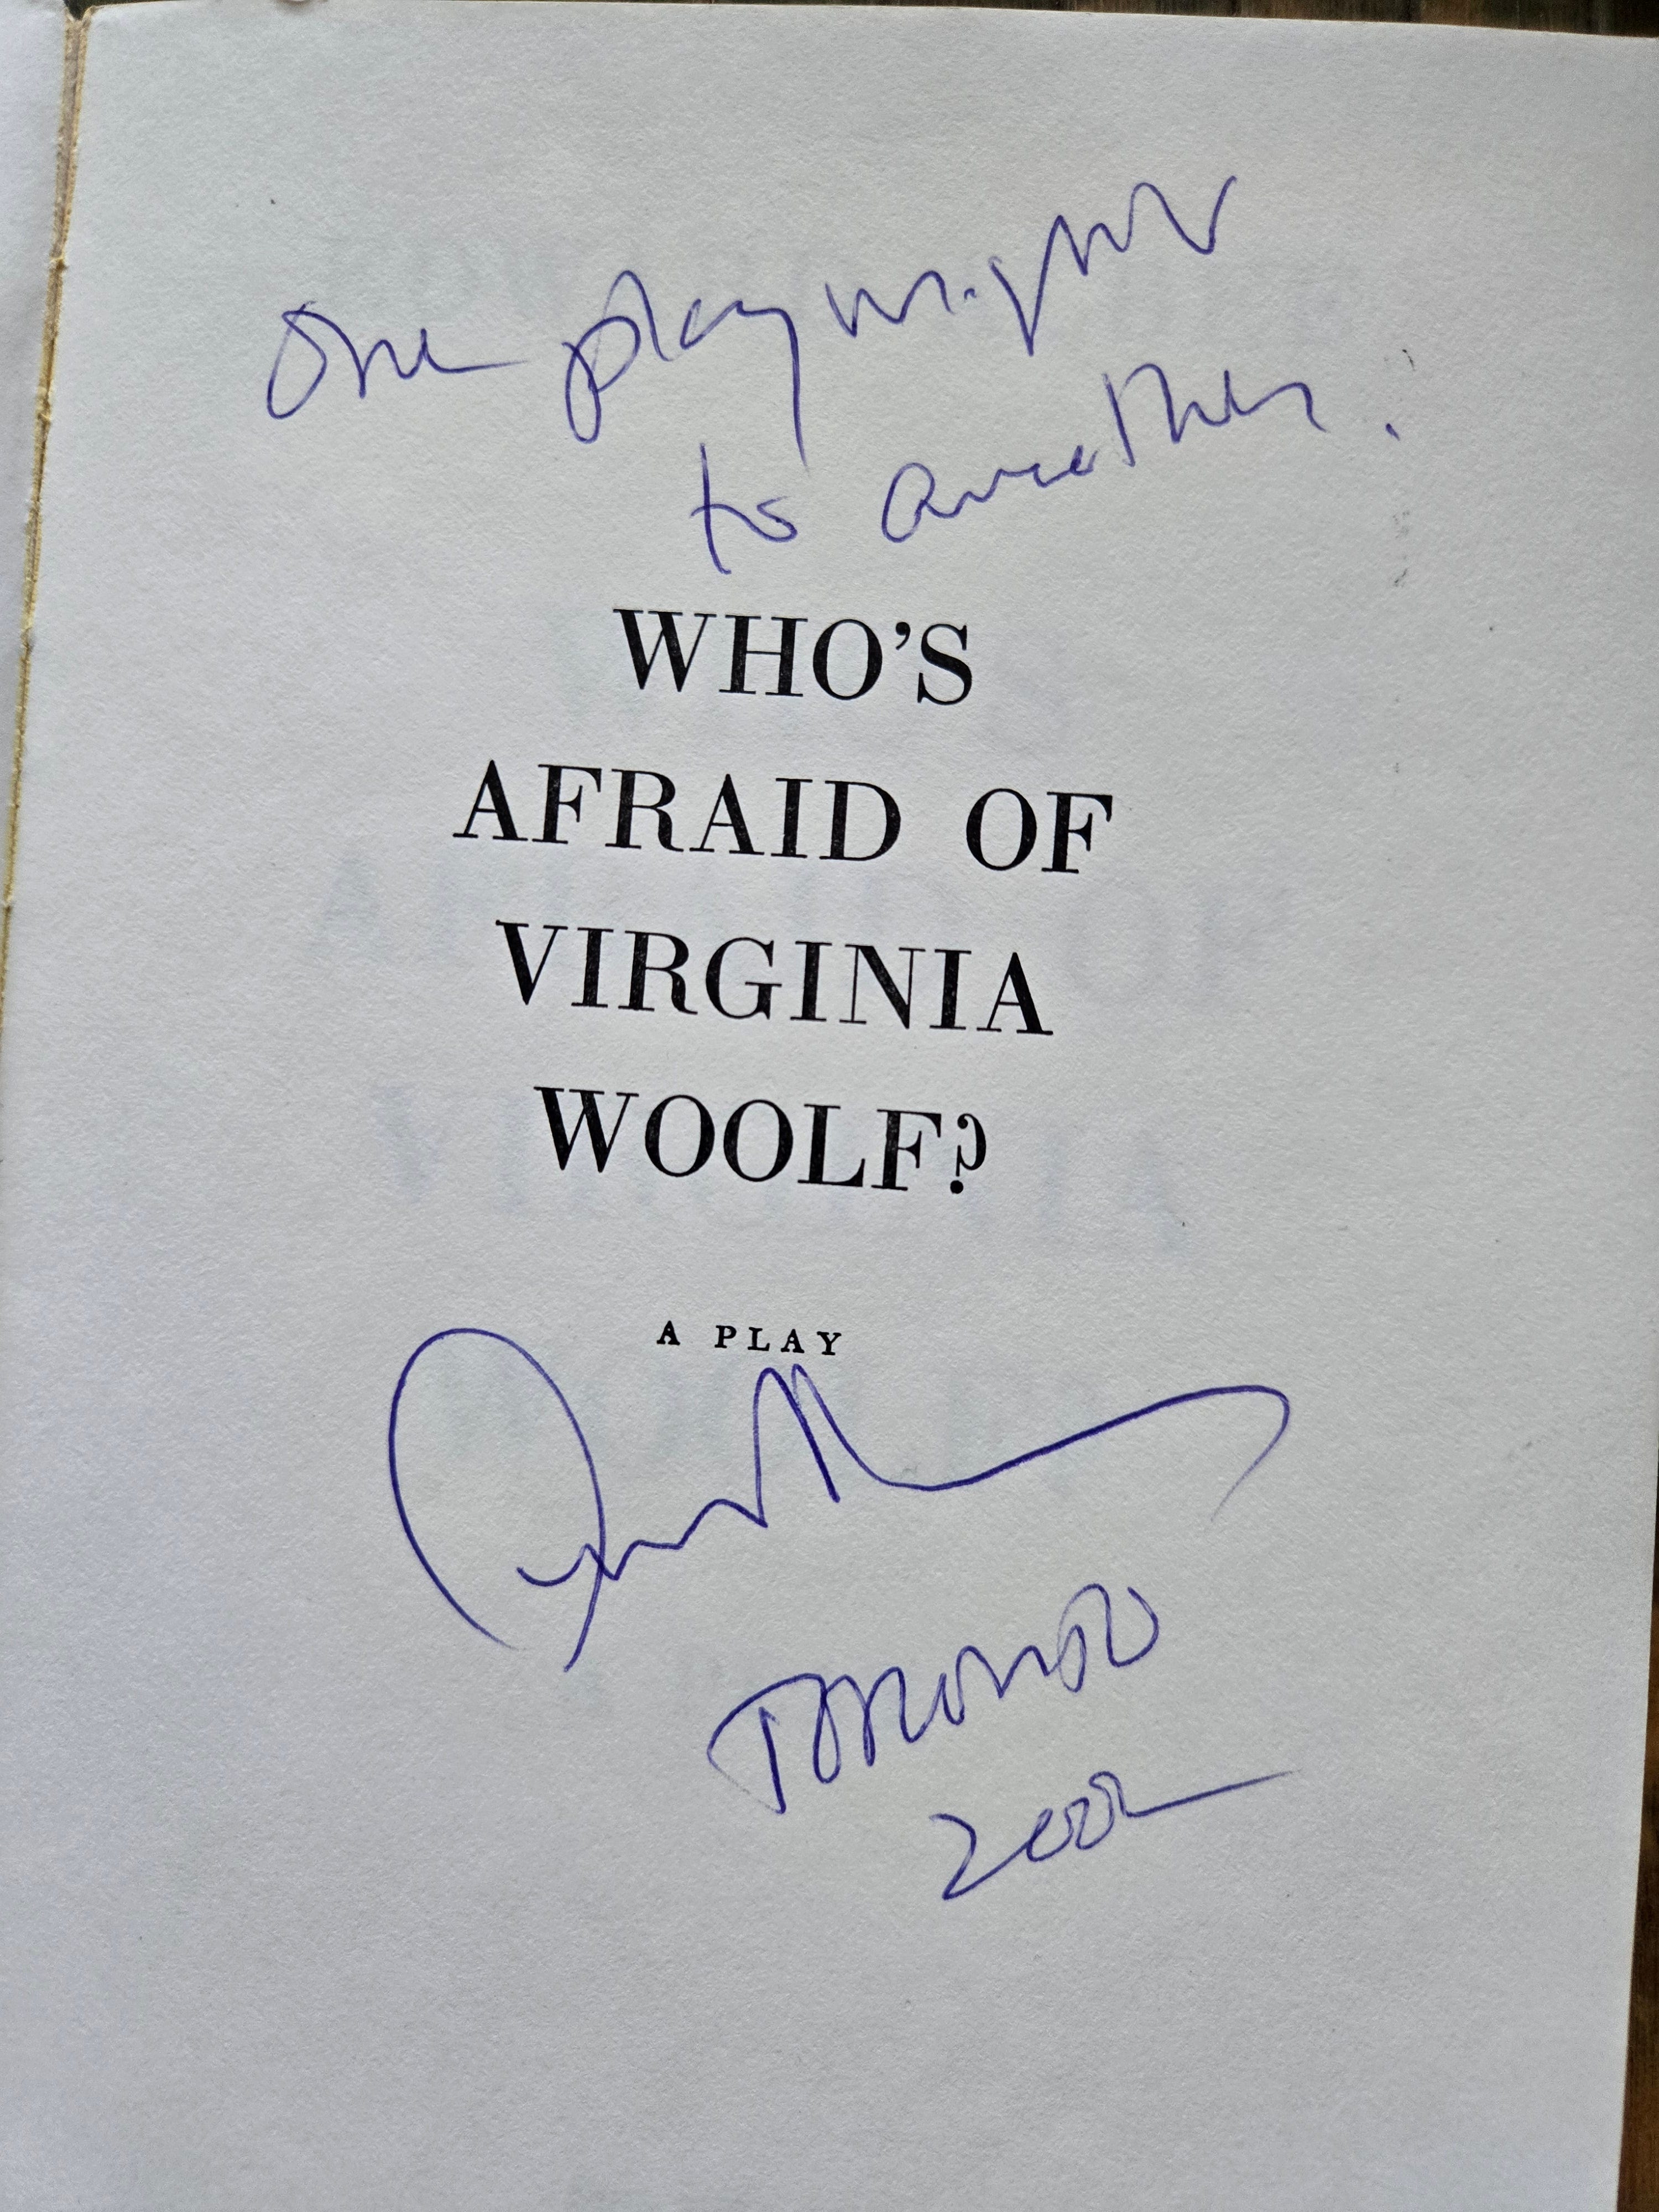 One playwright
to another.
WHO'S
AFRAID OF
VIRGINIA
WOOLF?
A PLAY
TORONTO
2002